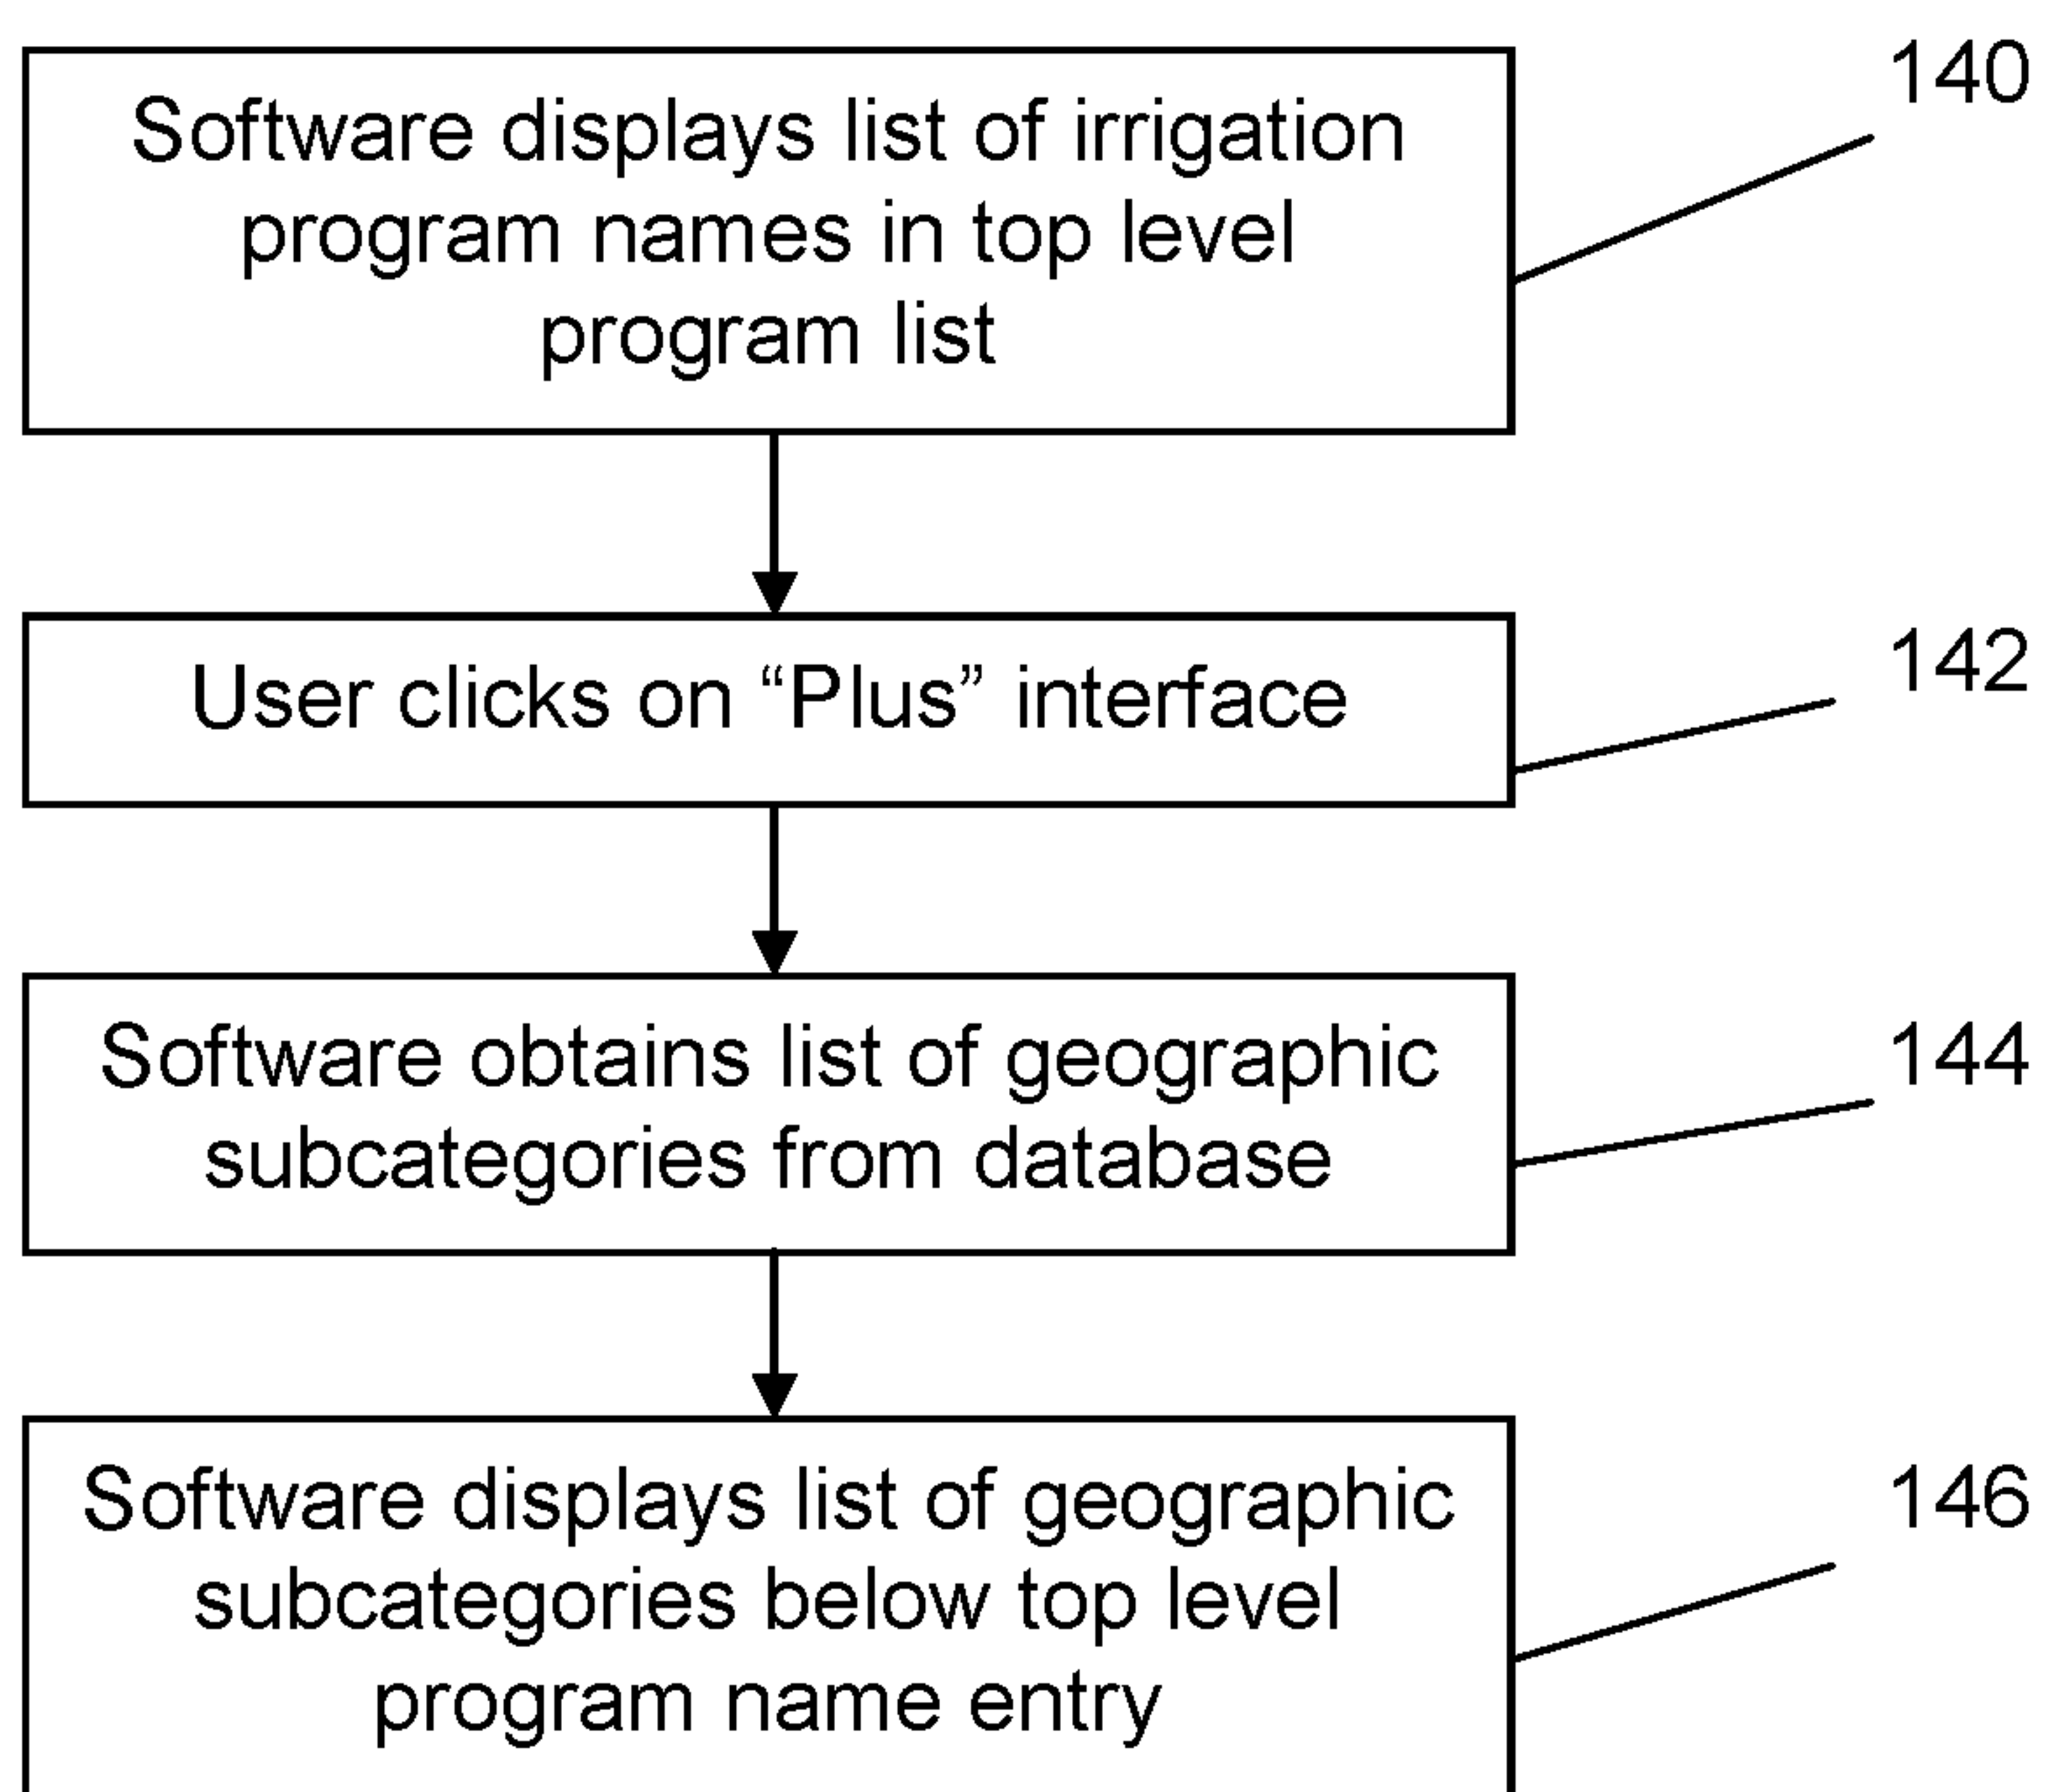 Software displays list of irrigation
program names in top level
program list
140
User clicks on “Plus” interface
142
Software obtains list of geographic
subcategories from database
144
Software displays list of geographic
subcategories below top level
program name entry
146